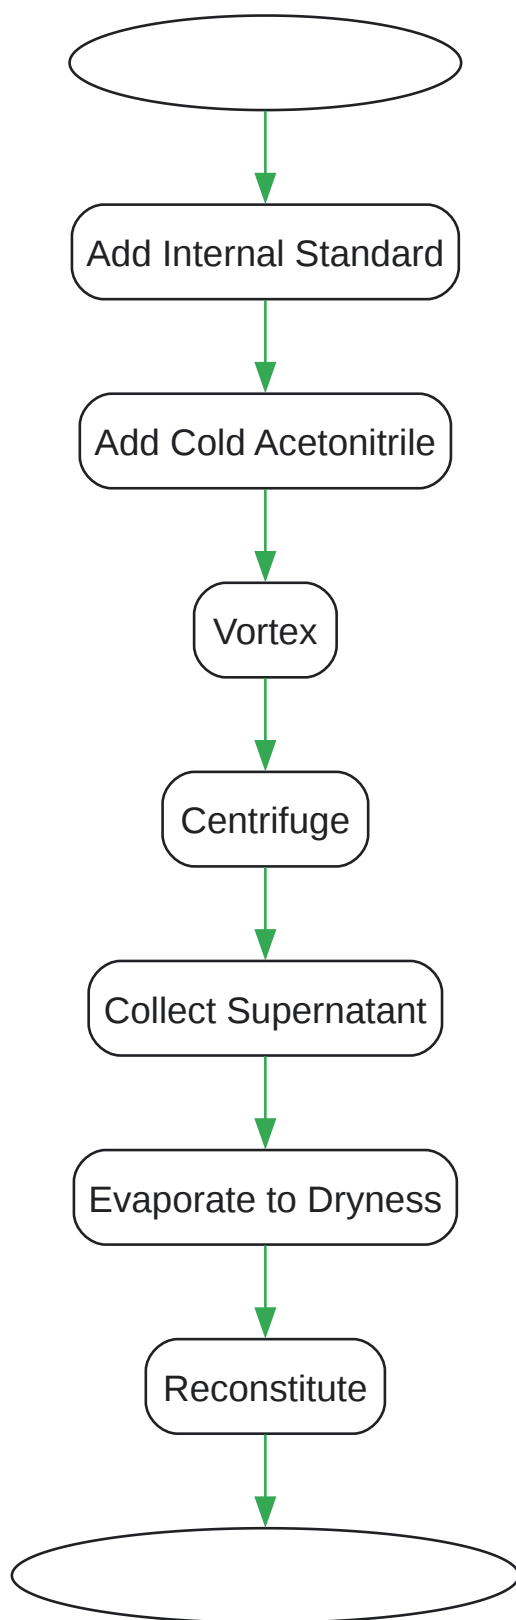 Add Internal Standard
Add Cold Acetonitrile
Vortex
Centrifuge
Collect Supernatant
Evaporate to Dryness
Reconstitute